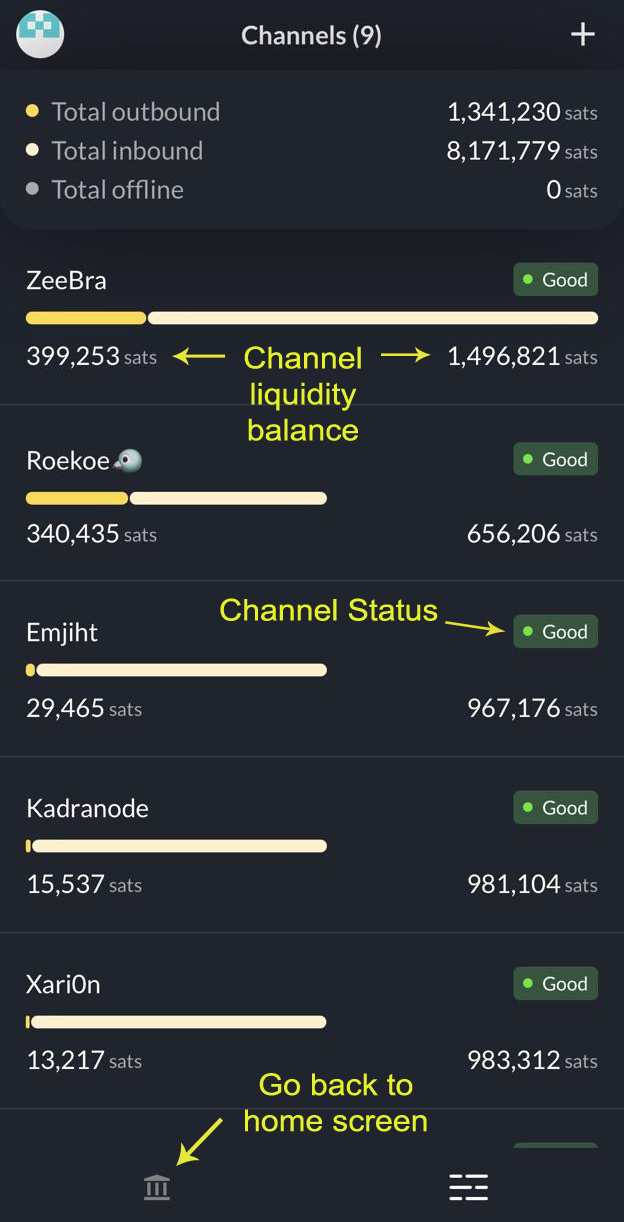 Channels (9)
Total outbound 1,341,230 sats
Total inbound 8,171,779 sats
Total offline 0 sats
ZeeBra Good
399,253 sats 1,496,821 sats
Channel
liquidity
balance
Roekoe Good
340,435 sats 656,206 sats
Channel Status
Emjiht Good
29,465 sats 967,176 sats
Kadranode Good
15,537 sats 981,104 sats
Xari0n Good
13,217 sats 983,312 sats
Go back to
home screen